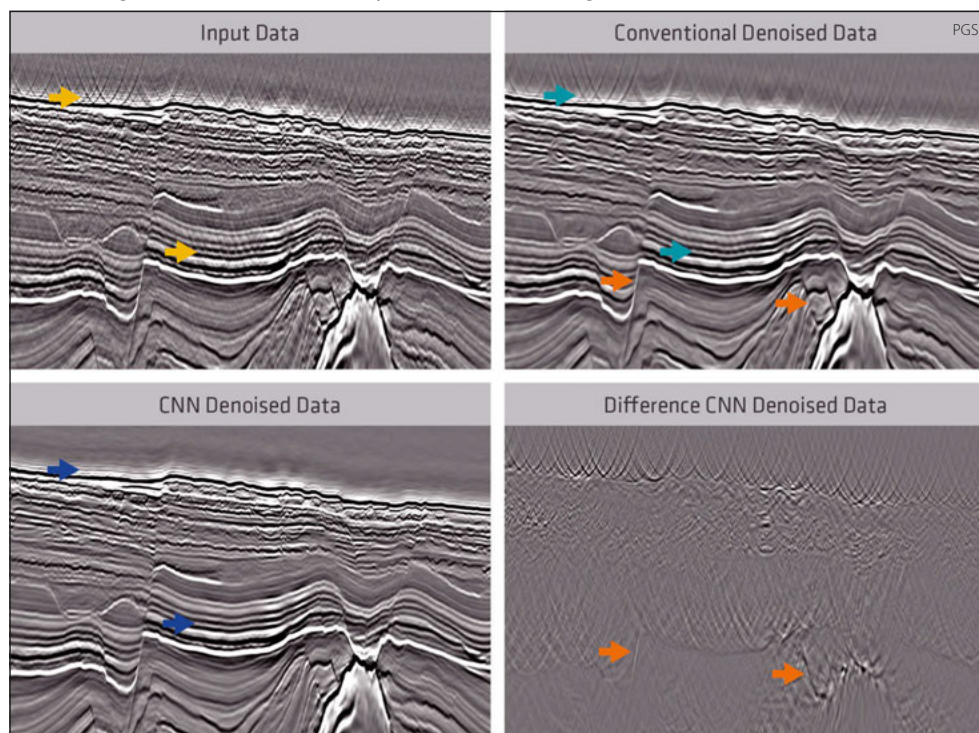 Input Data
Conventional Denoised Data
PGS
CNN Denoised Data
Difference CNN Denoised Data